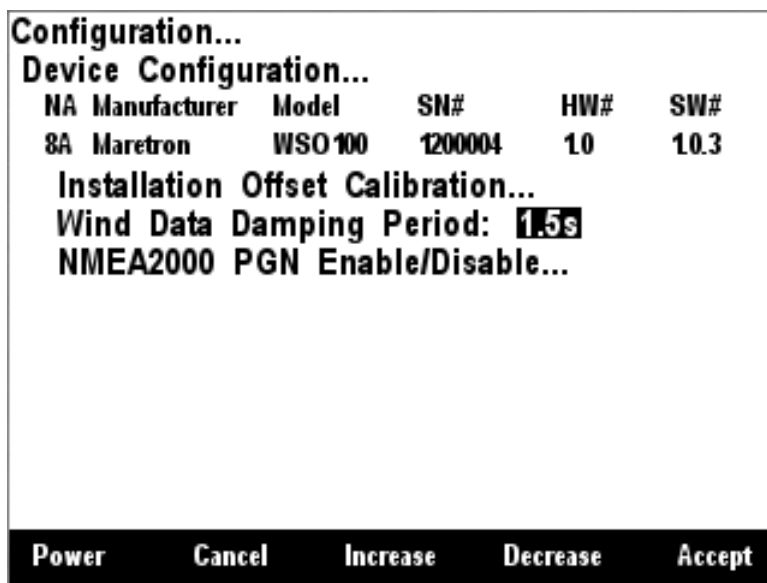 Configuration...
Device Configuration...
NA Manufacturer Model SN# HW# SW#
8A Maretron WSO100 1200004 1.0 1.0.3
Installation Offset Calibration...
Wind Data Damping Period: 1.5s
NMEA2000 PGN Enable/Disable...
Power Cancel Increase Decrease Accept